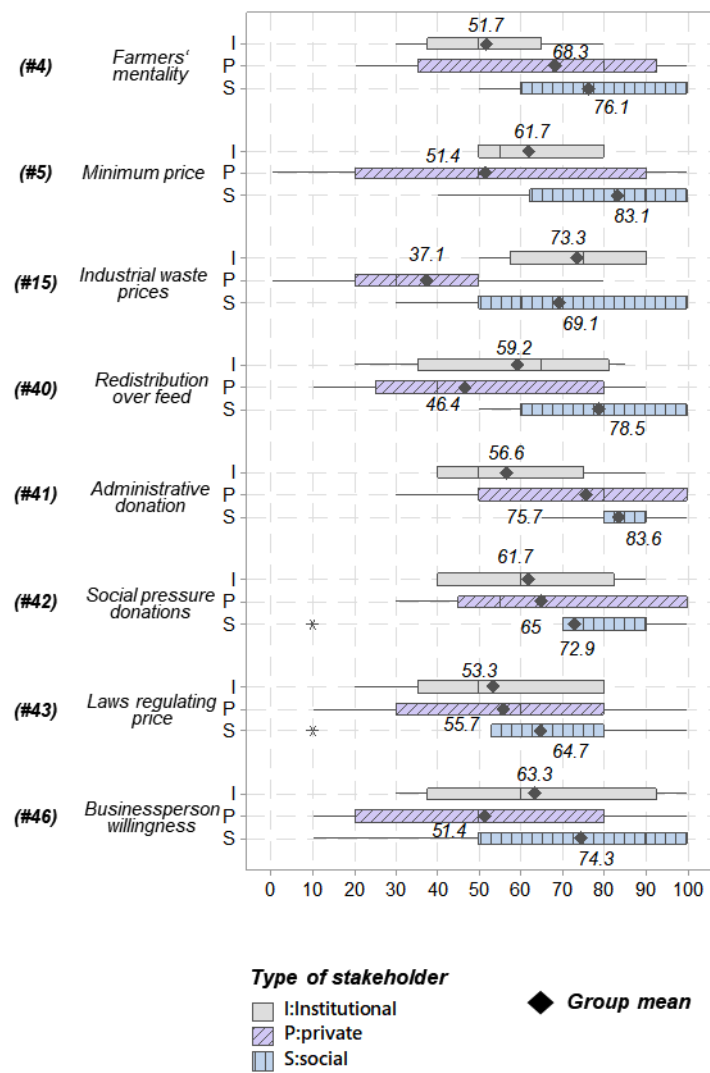 51.7
I
(#4) Farmers‘ mentality
68.3
P
S
76.1
61.7
I
51.4
(#5) Minimum price
P
S
83.1
73.3
I
37.1
(#15) Industrial waste prices
P
S
69.1
59.2
I
(#40) Redistribution over feed
P
46.4
S
78.5
56.6
I
(#41) Administrative donation
P
75.7
S
83.6
61.7
I
(#42) Social pressure donations
P
65
S
72.9
53.3
I
(#43) Laws regulating price
P
55.7
S
64.7
63.3
I
(#46) Businessperson willingness
P
51.4
S
74.3
0 10 20 30 40 50 60 70 80 90 100
Type of stakeholder
I:Institutional
P:private
S:social
Group mean